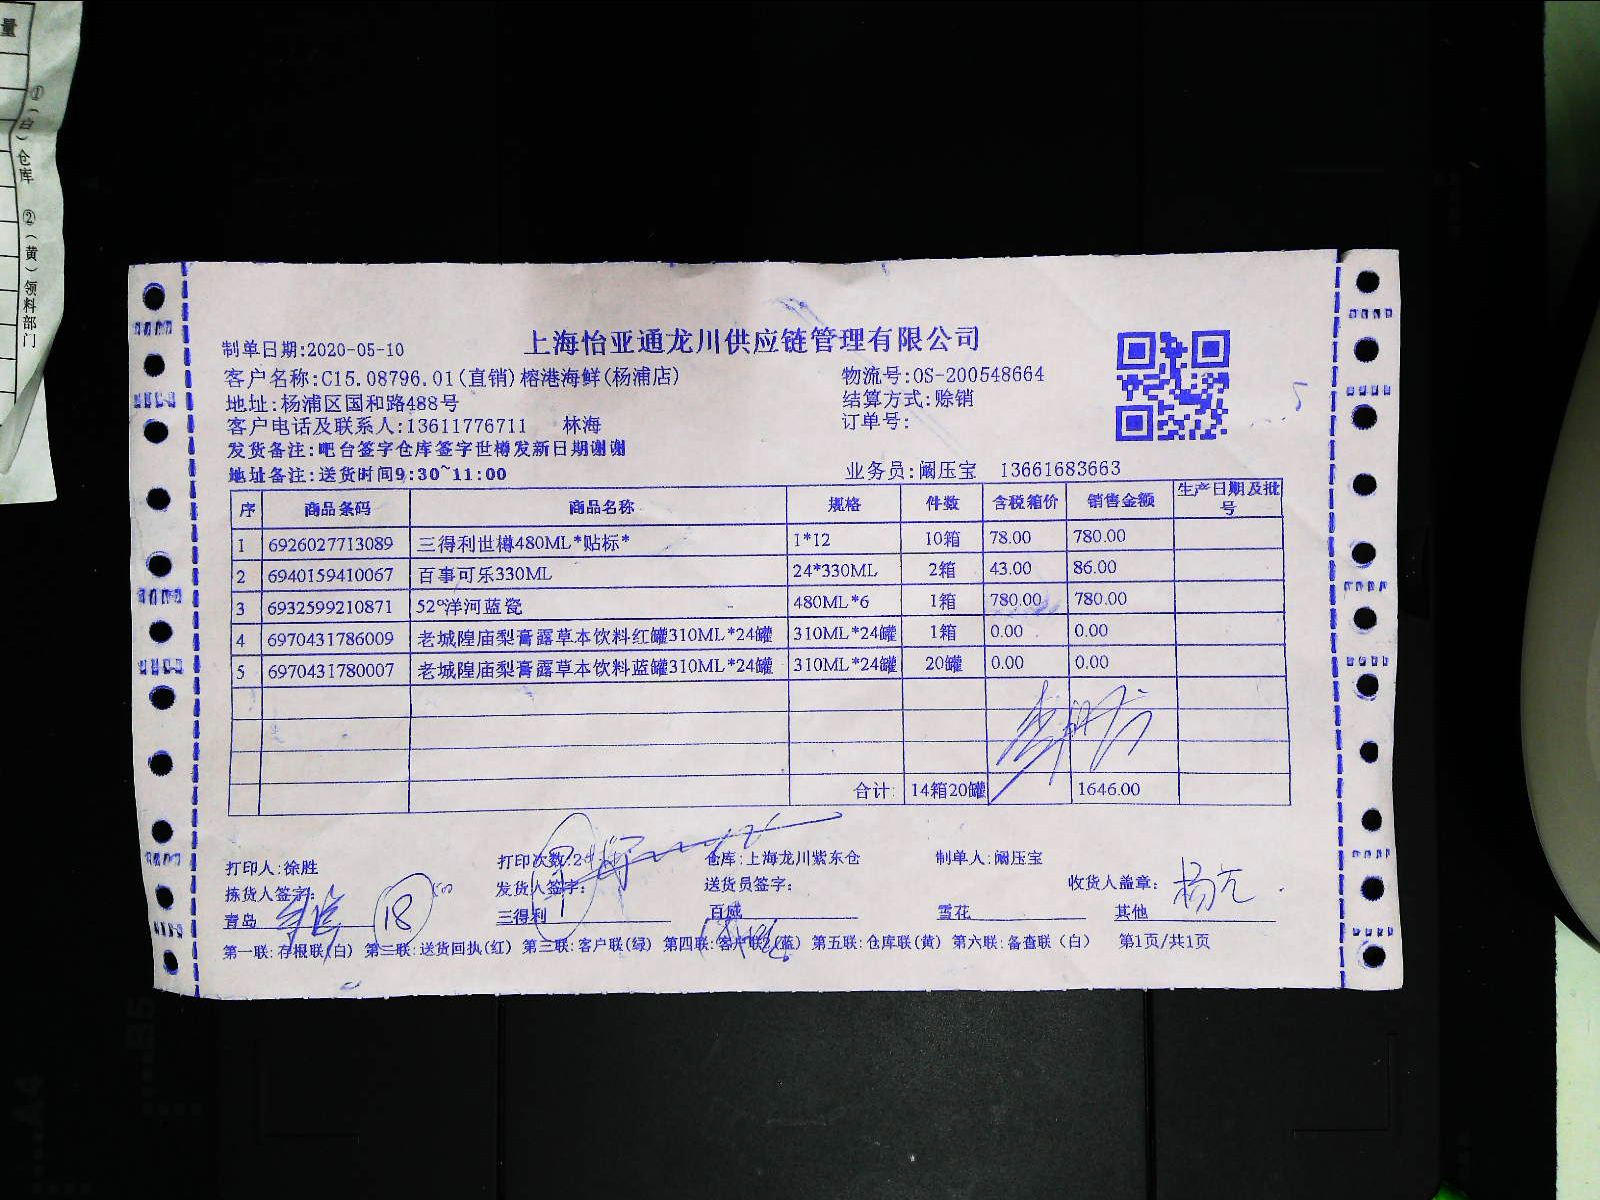 量
①(白)仓库 ②(黄)领料部门
上海怡亚通龙川供应链管理有限公司
制单日期:2020-05-10
客户名称:C15.08796.01(直销)榕港海鲜(杨浦店) 物流号:OS-200548664
地址:杨浦区国和路488号 结算方式:赊销
客户电话及联系人:13611776711 林海 订单号:
发货备注:吧台签字仓库签字世樽发新日期谢谢
地址备注:送货时间9:30~11:00 业务员:阚压宝 13661683663
序 商品条码 商品名称 规格 件数 含税箱价 销售金额 生产日期及批号
1 6926027713089 三得利世樽480ML*贴标* 1*12 10箱 78.00 780.00
2 6940159410067 百事可乐330ML 24*330ML 2箱 43.00 86.00
3 6932599210871 52°洋河蓝瓷 480ML*6 1箱 780.00 780.00
4 6970431786009 老城隍庙梨膏露草本饮料红罐310ML*24罐 310ML*24罐 1箱 0.00 0.00
5 6970431780007 老城隍庙梨膏露草本饮料蓝罐310ML*24罐 310ML*24罐 20罐 0.00 0.00
合计: 14箱20罐 1646.00
打印人:徐胜 打印次数:2 仓库:上海龙川紫东仓 制单人:阚压宝
拣货人签字: 18 发货人签字: 送货员签字: 收货人盖章:
青岛 三得利 百威 雪花 其他
第一联:存根联(白) 第二联:送货回执(红) 第三联:客户联(绿) 第四联:客户联2(蓝) 第五联:仓库联(黄) 第六联:备查联(白) 第1页/共1页
A4
B5